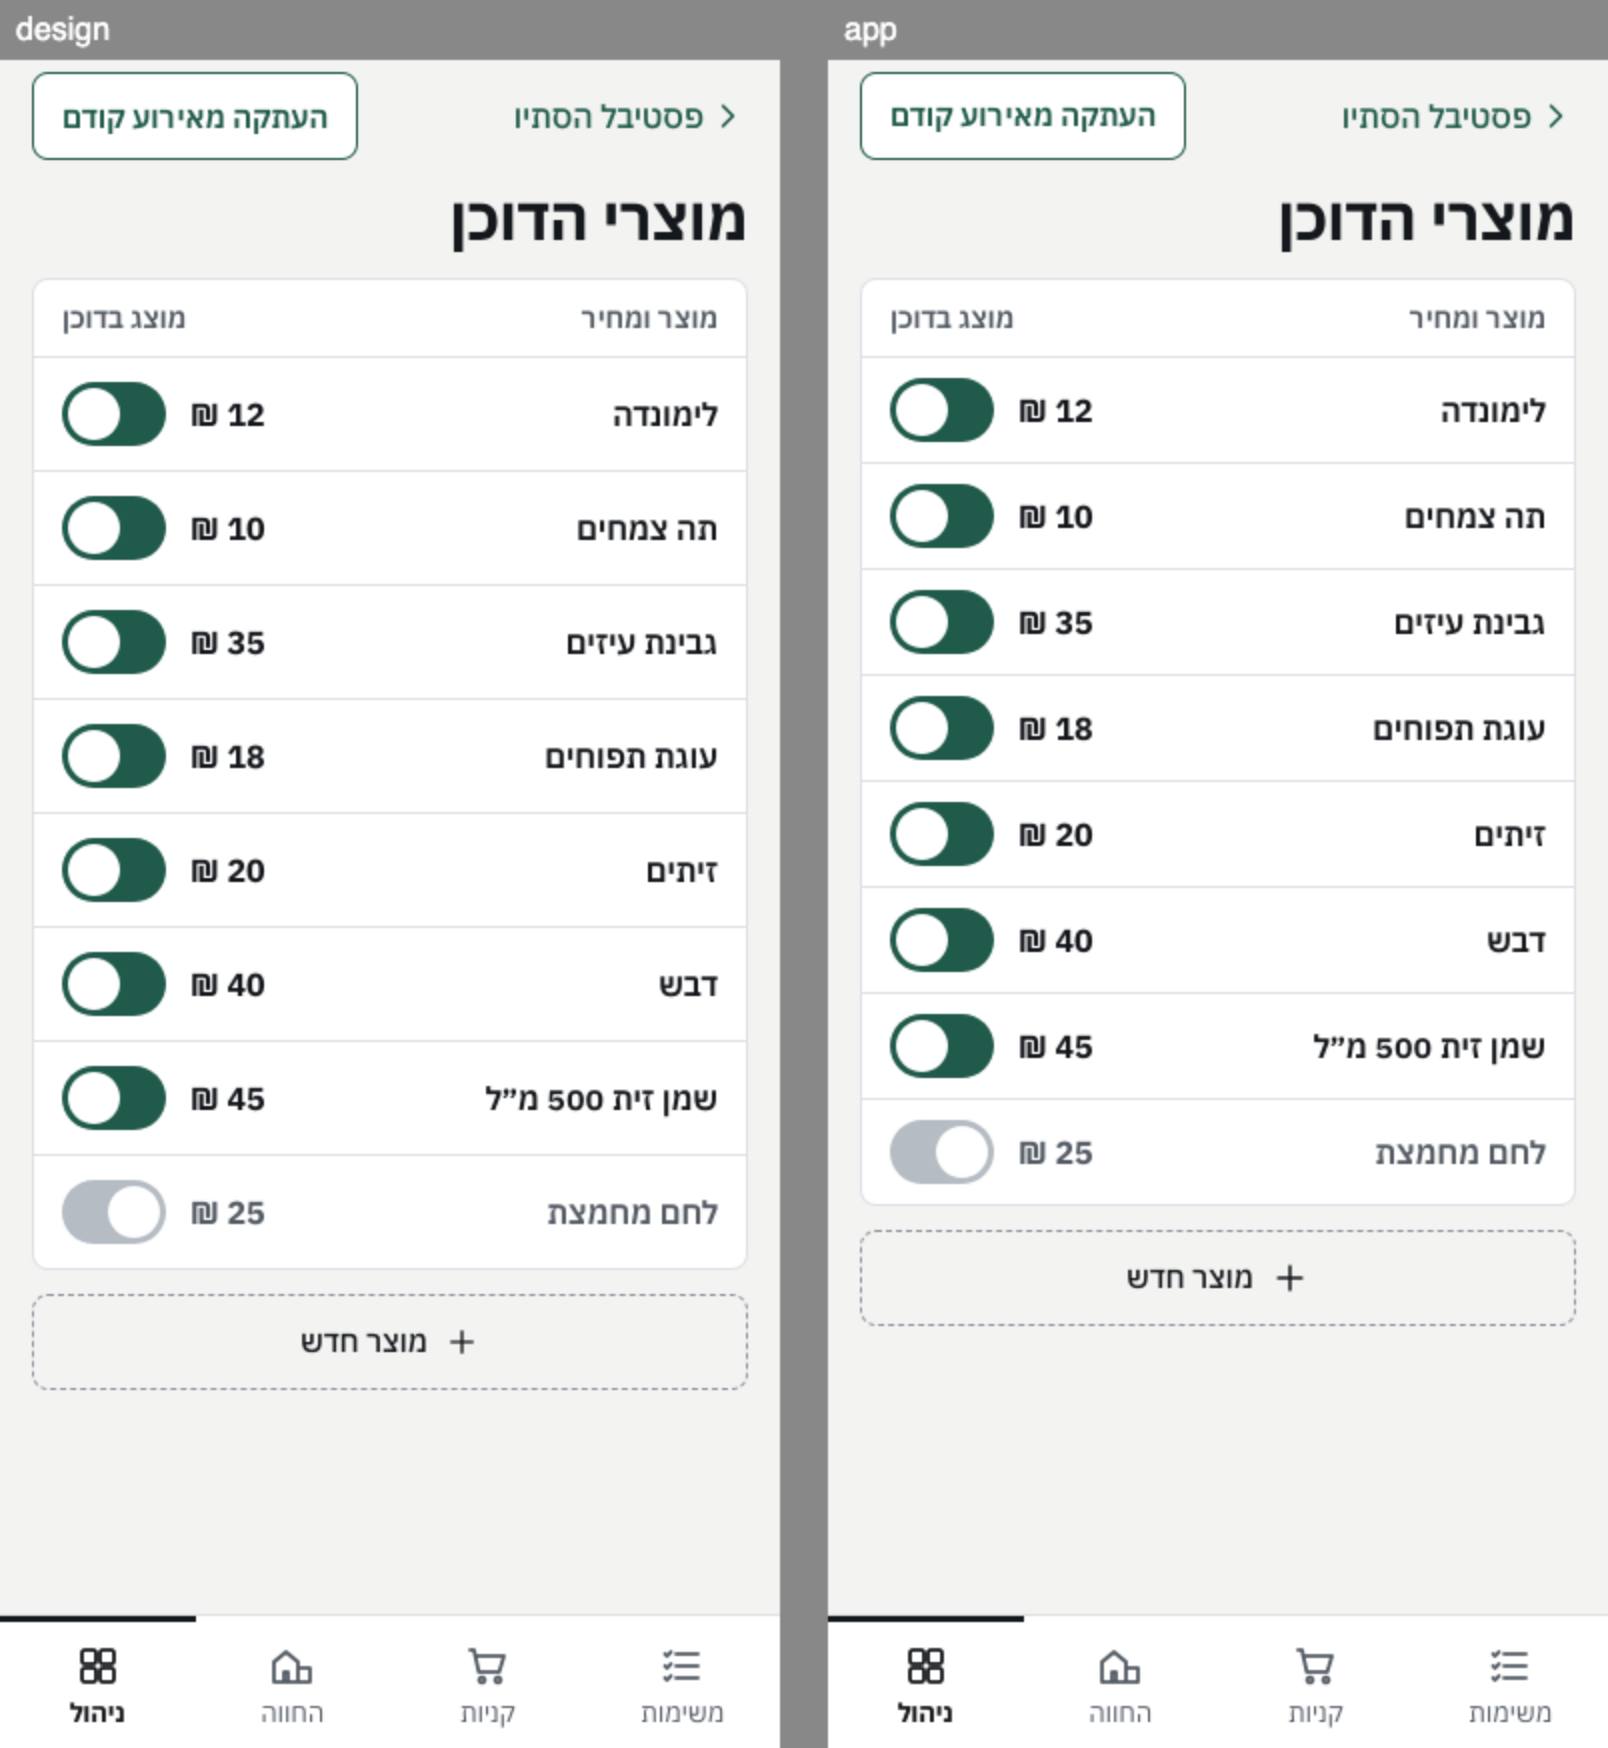 design
פסטיבל הסתיו
העתקה מאירוע קודם
מוצרי הדוכן
מוצר ומחיר מוצג בדוכן
לימונדה 12 ₪
תה צמחים 10 ₪
גבינת עיזים 35 ₪
עוגת תפוחים 18 ₪
זיתים 20 ₪
דבש 40 ₪
שמן זית 500 מ”ל 45 ₪
לחם מחמצת 25 ₪
+ מוצר חדש
משימות קניות החווה ניהול
app
פסטיבל הסתיו
העתקה מאירוע קודם
מוצרי הדוכן
מוצר ומחיר מוצג בדוכן
לימונדה 12 ₪
תה צמחים 10 ₪
גבינת עיזים 35 ₪
עוגת תפוחים 18 ₪
זיתים 20 ₪
דבש 40 ₪
שמן זית 500 מ”ל 45 ₪
לחם מחמצת 25 ₪
+ מוצר חדש
משימות קניות החווה ניהול